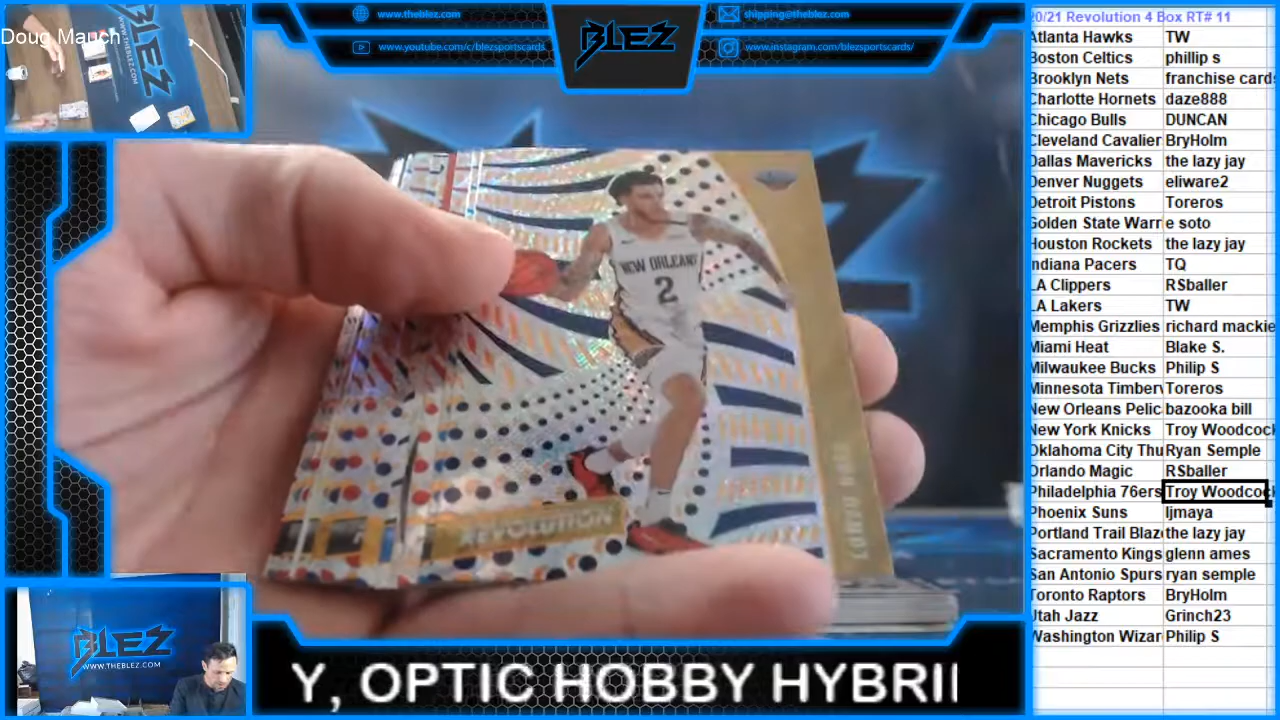 Doug Mauch
WWW.THEBLEZ.COM
www.theblez.com
shipping@theblez.com
www.youtube.com/c/blezsportscards
www.instagram.com/blezsportscards/
BLEZ
NEW ORLEANS
2
REVOLUTION
BLEZ
WWW.THEBLEZ.COM
Y, OPTIC HOBBY HYBRI
20/21 Revolution 4 Box RT# 11
Atlanta Hawks TW
Boston Celtics phillip s
Brooklyn Nets franchise cards
Charlotte Hornets daze888
Chicago Bulls DUNCAN
Cleveland Cavalier BryHolm
Dallas Mavericks the lazy jay
Denver Nuggets eliware2
Detroit Pistons Toreros
Golden State Warr e soto
Houston Rockets the lazy jay
Indiana Pacers TQ
LA Clippers RSballer
LA Lakers TW
Memphis Grizzlies richard mackie
Miami Heat Blake S.
Milwaukee Bucks Philip S
Minnesota Timberv Toreros
New Orleans Pelic bazooka bill
New York Knicks Troy Woodcock
Oklahoma City Thu Ryan Semple
Orlando Magic RSballer
Philadelphia 76ers Troy Woodcock
Phoenix Suns ljmaya
Portland Trail Blaz the lazy jay
Sacramento Kings glenn ames
San Antonio Spurs ryan semple
Toronto Raptors BryHolm
Utah Jazz Grinch23
Washington Wizar Philip S